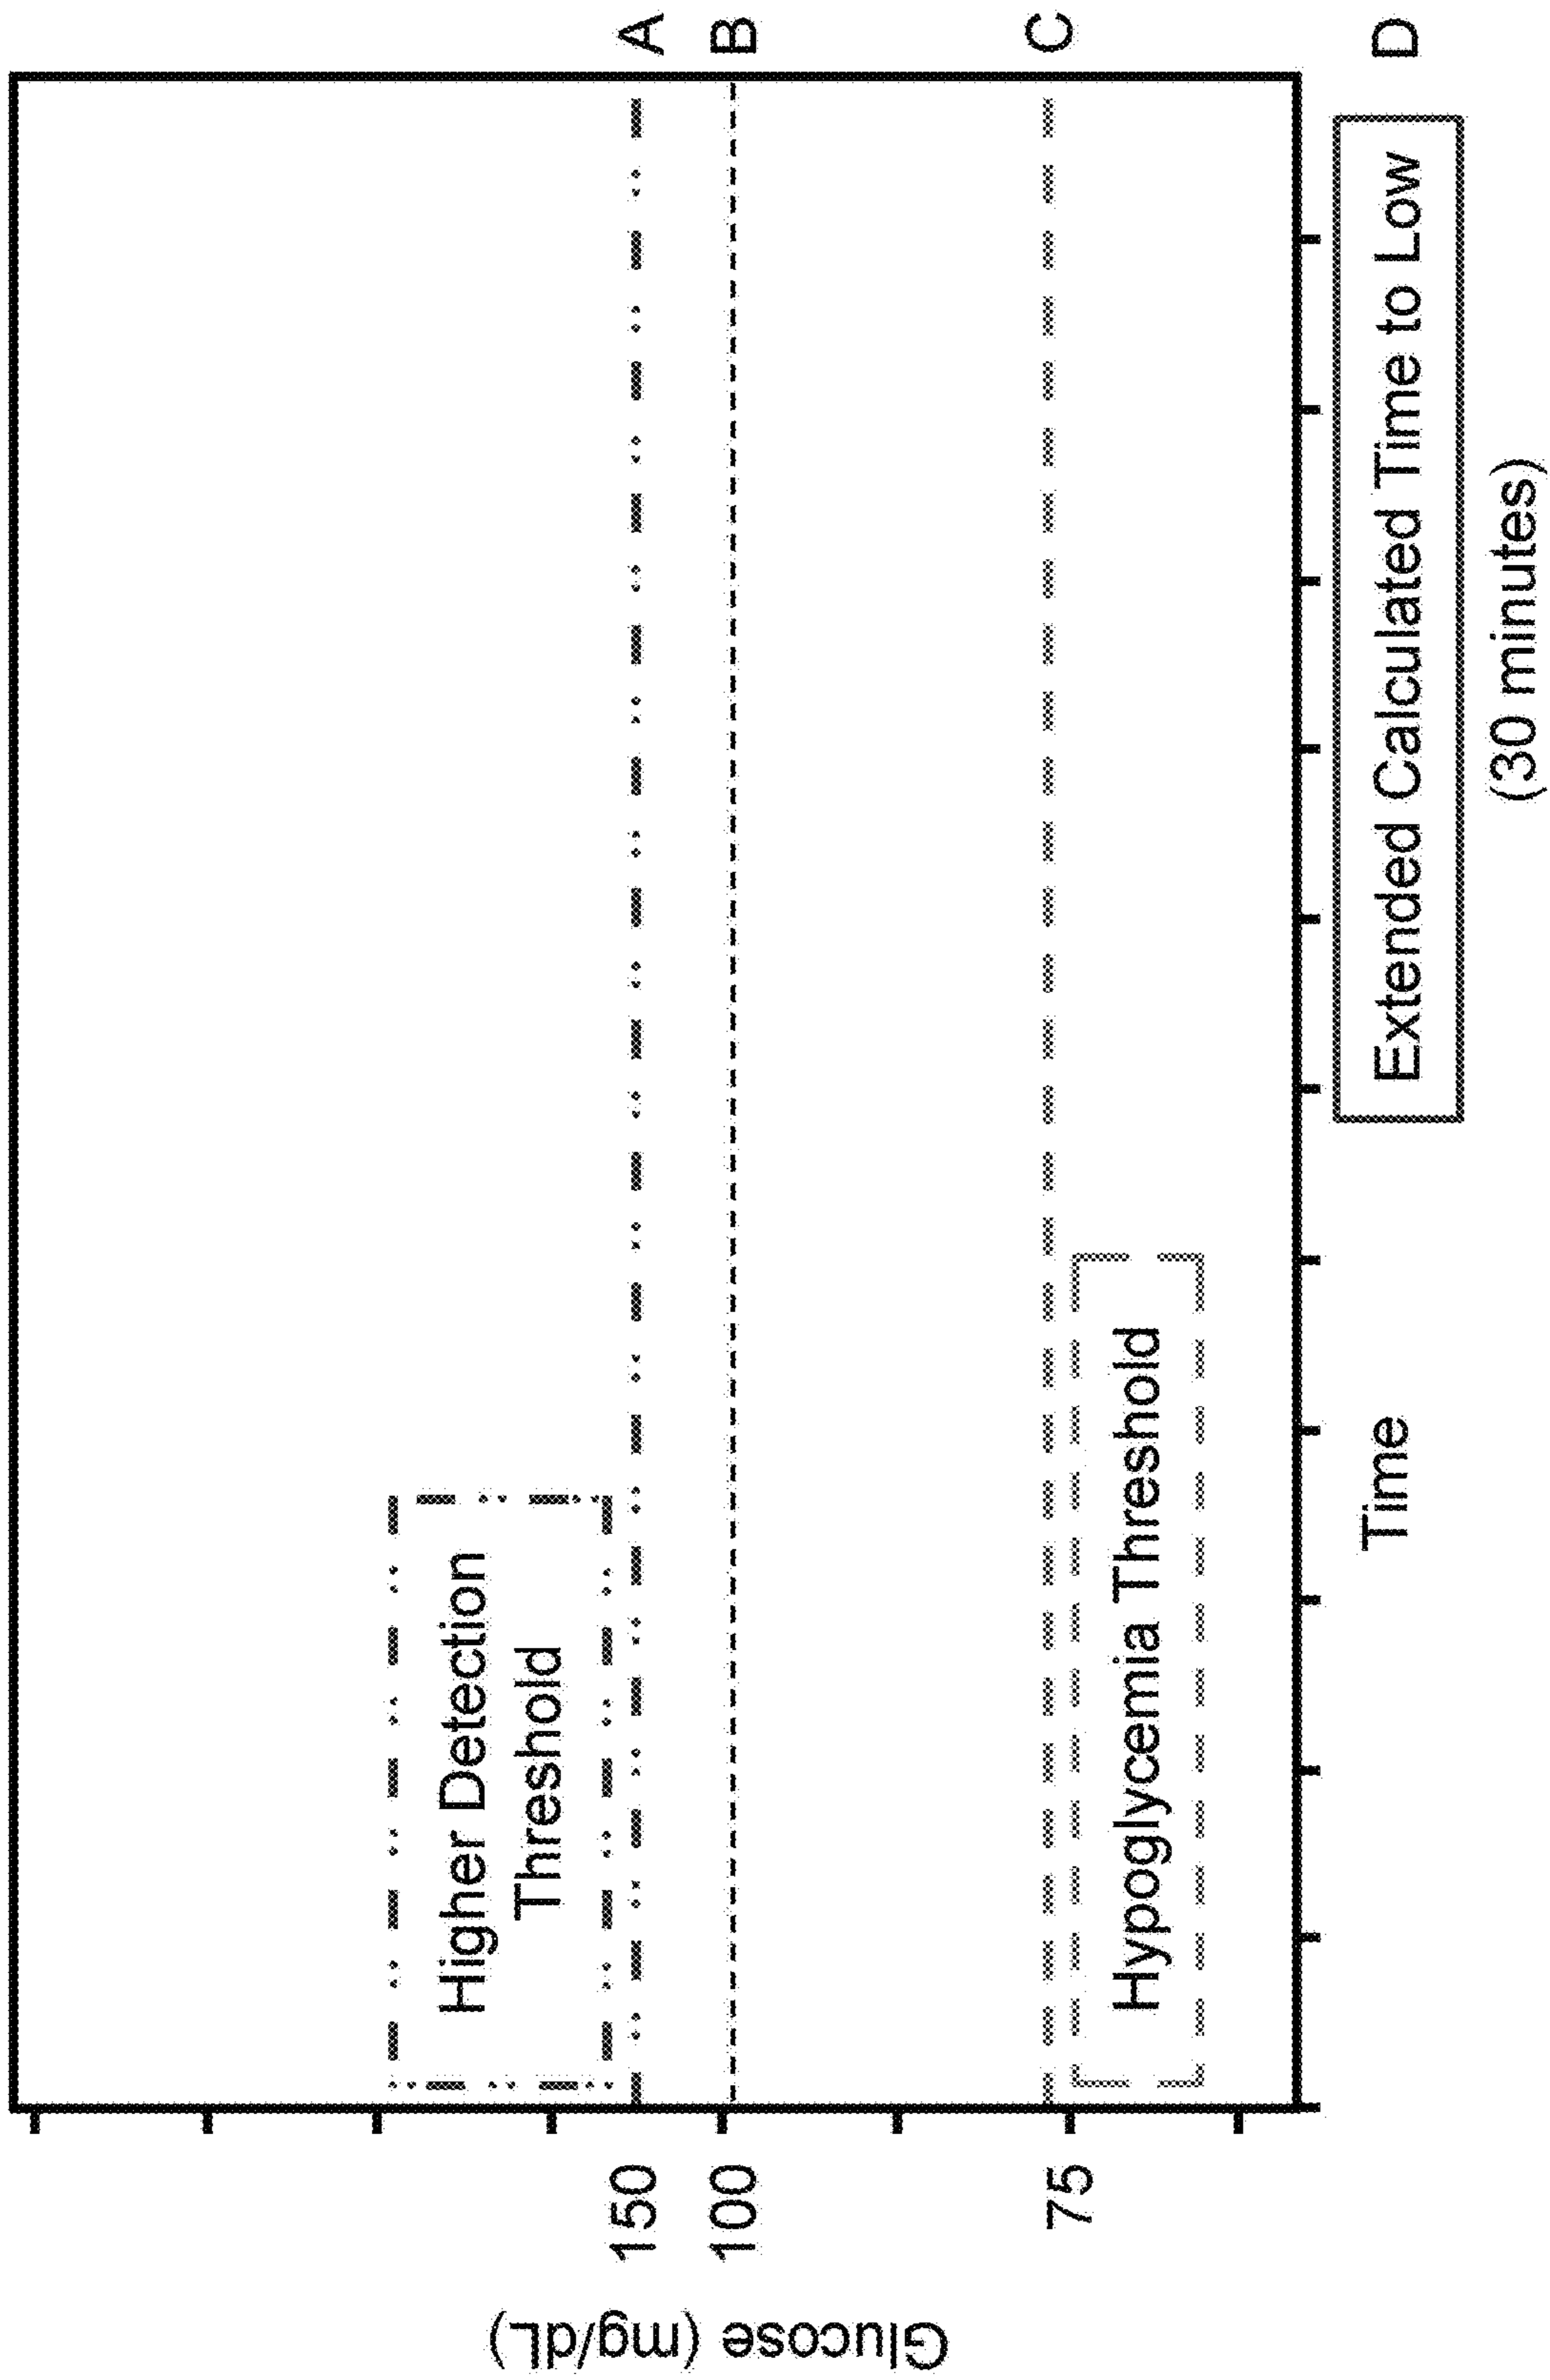 Glucose (mg/dL)
150
100
75
Higher Detection
Threshold
Hypoglycemia Threshold
A
B
C
D
Time
Extended Calculated Time to Low
(30 minutes)